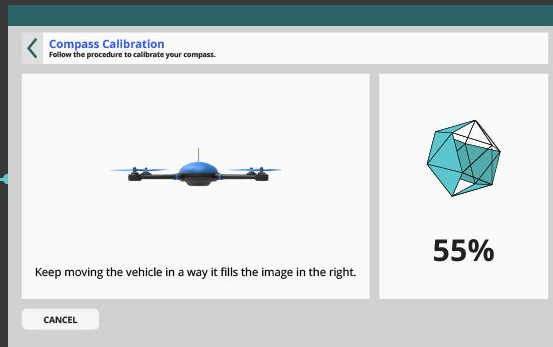 Compass Calibration
Follow the procedure to calibrate your compass.
Keep moving the vehicle in a way it fills the image in the right.
55%
CANCEL